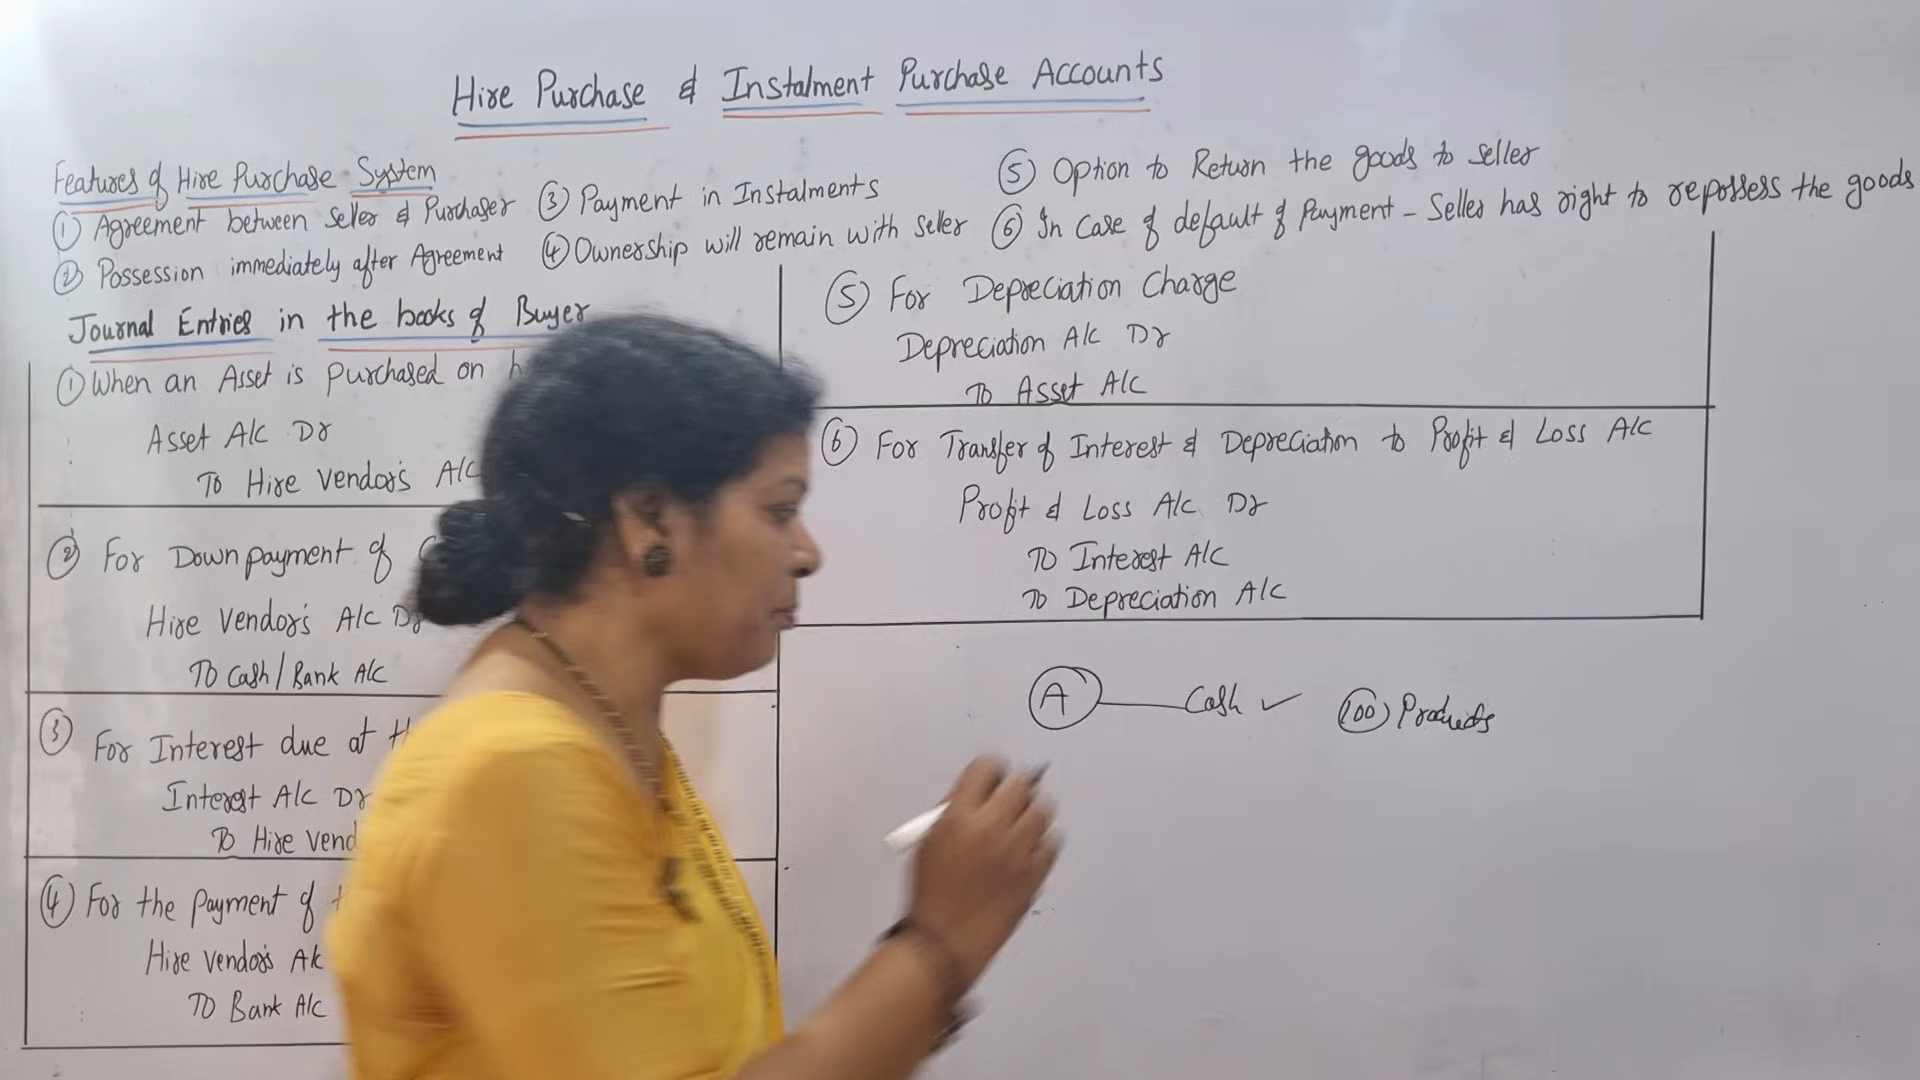 Hire Purchase & Instalment Purchase Accounts
Features of Hire Purchase System
① Agreement between Seller & Purchaser
② Possession immediately after Agreement
③ Payment in Instalments
④ Ownership will remain with seller
⑤ Option to Return the goods to seller
⑥ In Case of default of Payment - Seller has right to repossess the goods
Journal Entries in the books of Buyer
① When an Asset is purchased on
Asset A/c Dr
To Hire Vendor's A/c
② For Down payment of
Hire Vendor's A/c Dr
To Cash/Bank A/c
③ For Interest due at
Interest A/c Dr
To Hire Vend
④ For the payment of
Hire vendor's A/c
To Bank A/c
⑤ For Depreciation Charge
Depreciation A/c Dr
To Asset A/c
⑥ For Transfer of Interest & Depreciation to Profit & Loss A/c
Profit & Loss A/c Dr
To Interest A/c
To Depreciation A/c
A Cash ✓ 100 Products